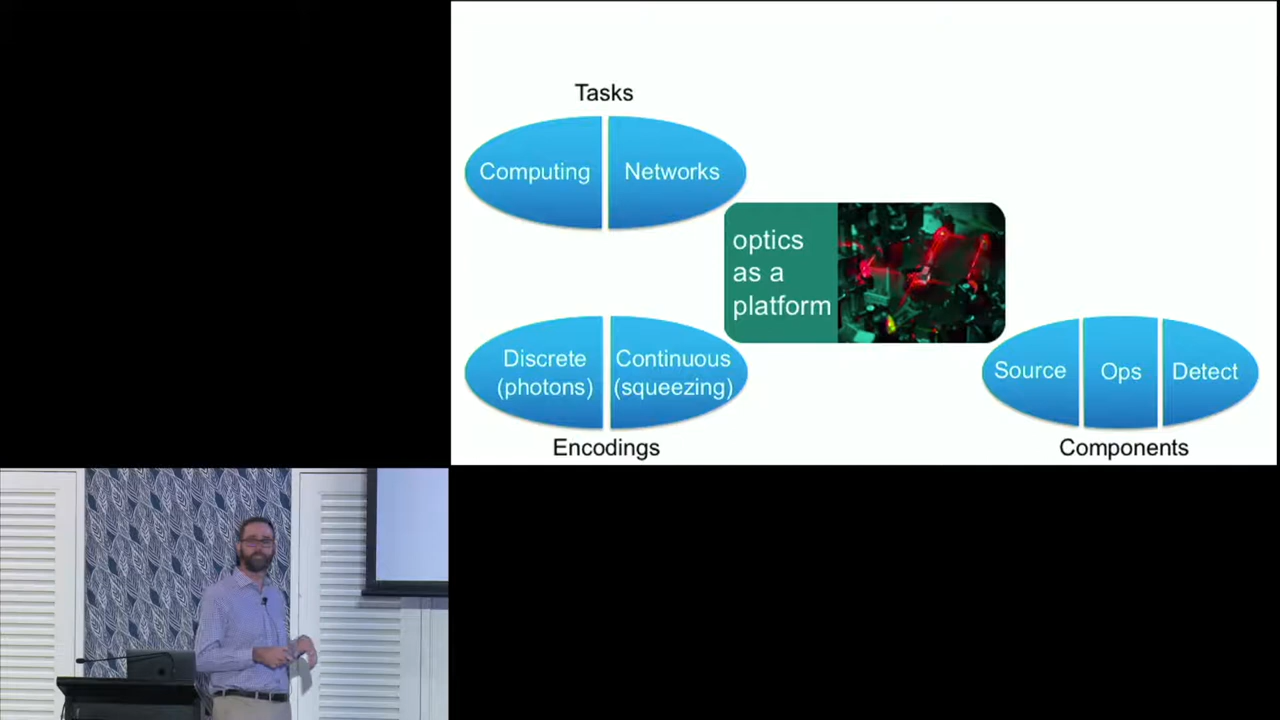 Tasks
Computing
Networks
optics
as a
platform
Discrete
(photons)
Continuous
(squeezing)
Encodings
Source
Ops
Detect
Components